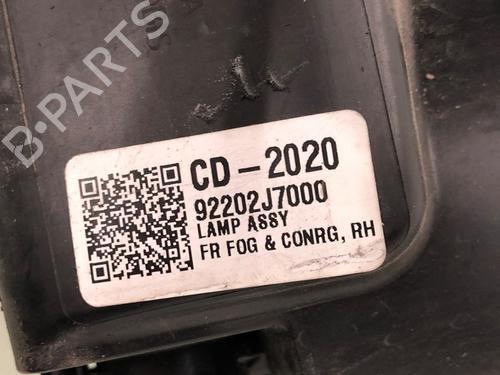 B-PARTS
CD-2020
92202J7000
LAMP ASSY
FR FOG & CONRG, RH